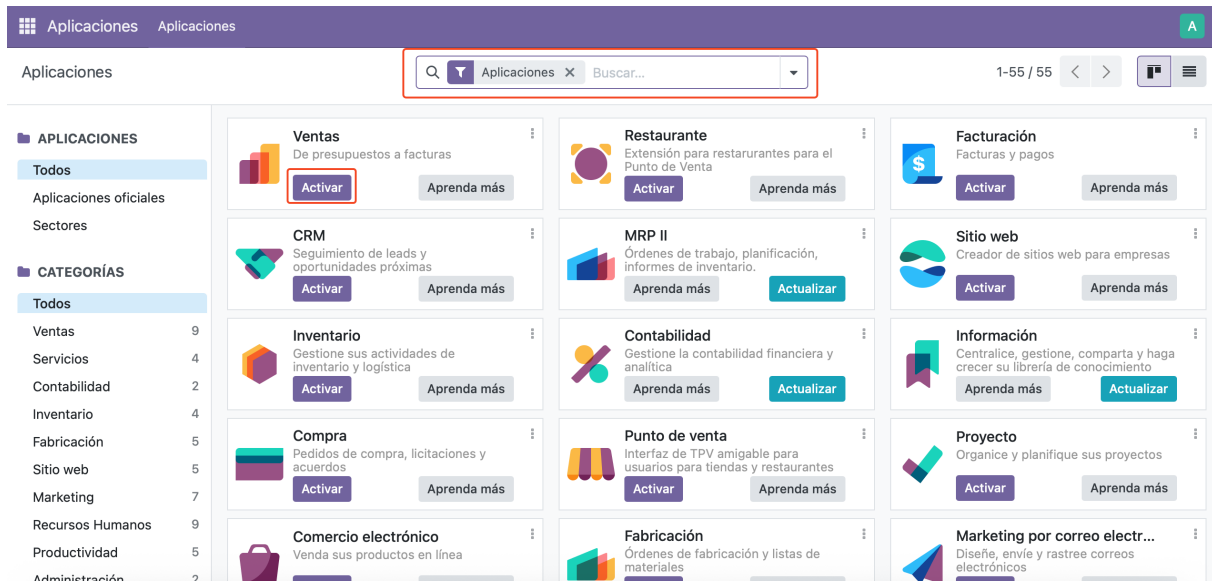 Aplicaciones Aplicaciones A
Aplicaciones Aplicaciones Buscar... 1-55 / 55
APLICACIONES
Todos
Aplicaciones oficiales
Sectores
CATEGORÍAS
Todos
Ventas 9
Servicios 4
Contabilidad 2
Inventario 4
Fabricación 5
Sitio web 5
Marketing 7
Recursos Humanos 9
Productividad 5
Administración 2
Ventas
De presupuestos a facturas
Activar Aprenda más
Restaurante
Extensión para restarurantes para el
Punto de Venta
Activar Aprenda más
Facturación
Facturas y pagos
Activar Aprenda más
CRM
Seguimiento de leads y
oportunidades próximas
Activar Aprenda más
MRP II
Órdenes de trabajo, planificación,
informes de inventario.
Aprenda más Actualizar
Sitio web
Creador de sitios web para empresas
Activar Aprenda más
Inventario
Gestione sus actividades de
inventario y logística
Activar Aprenda más
Contabilidad
Gestione la contabilidad financiera y
analítica
Aprenda más Actualizar
Información
Centralice, gestione, comparta y haga
crecer su librería de conocimiento
Aprenda más Actualizar
Compra
Pedidos de compra, licitaciones y
acuerdos
Activar Aprenda más
Punto de venta
Interfaz de TPV amigable para
usuarios para tiendas y restaurantes
Activar Aprenda más
Proyecto
Organice y planifique sus proyectos
Activar Aprenda más
Comercio electrónico
Venda sus productos en línea
Fabricación
Órdenes de fabricación y listas de
materiales
Marketing por correo electr...
Diseñe, envíe y rastree correos
electrónicos